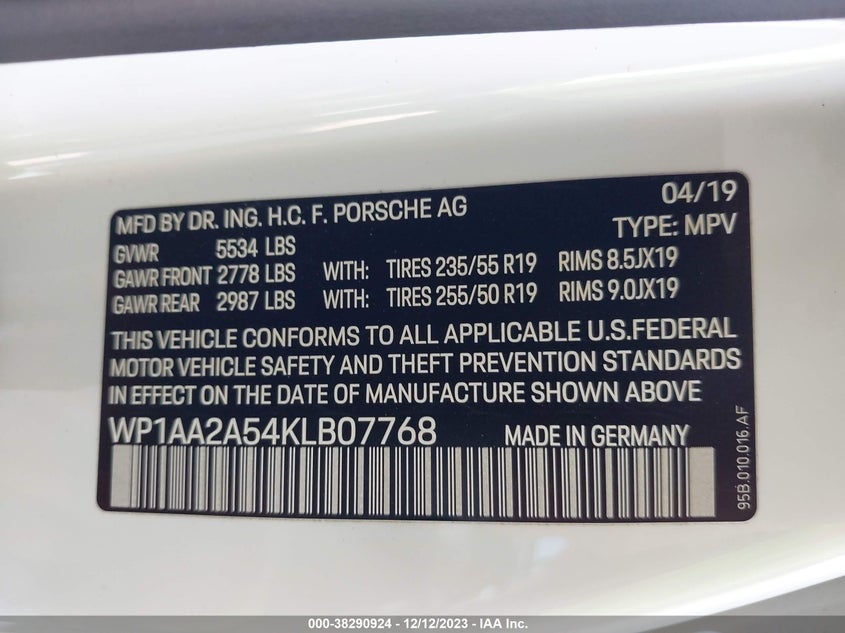 MFD BY DR. ING. H.C. F. PORSCHE AG 04/19
TYPE: MPV
GVWR 5534 LBS
GAWR FRONT 2778 LBS WITH: TIRES 235/55 R19 RIMS 8.5JX19
GAWR REAR 2987 LBS WITH: TIRES 255/50 R19 RIMS 9.0JX19
THIS VEHICLE CONFORMS TO ALL APPLICABLE U.S.FEDERAL
MOTOR VEHICLE SAFETY AND THEFT PREVENTION STANDARDS
IN EFFECT ON THE DATE OF MANUFACTURE SHOWN ABOVE
WP1AA2A54KLB07768 MADE IN GERMANY
95B.010.016.AF
000-38290924 - 12/12/2023 - IAA Inc.